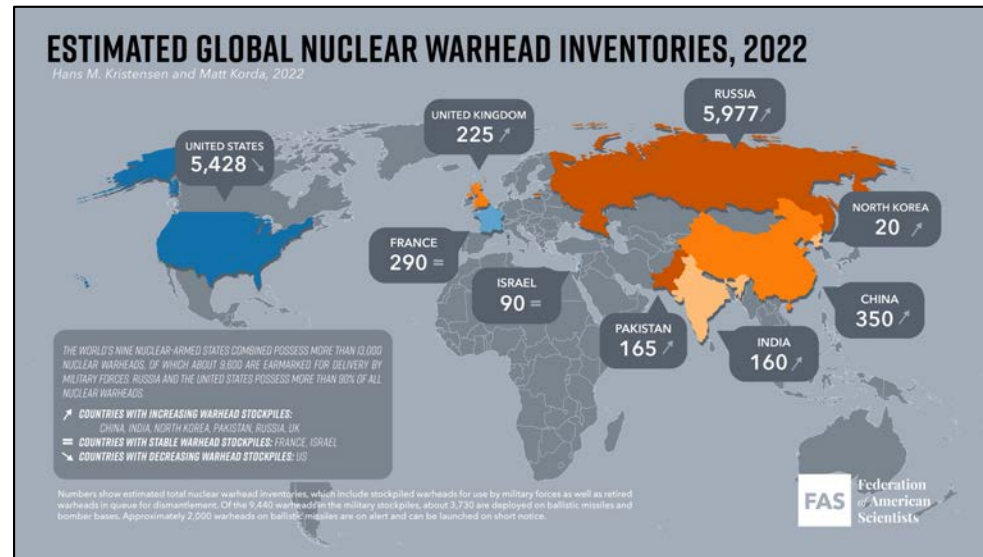 ESTIMATED GLOBAL NUCLEAR WARHEAD INVENTORIES, 2022
Hans M. Kristensen and Matt Korda, 2022
RUSSIA
5,977
UNITED KINGDOM
225
UNITED STATES
5,428
NORTH KOREA
20
FRANCE
290 =
ISRAEL
90 =
CHINA
350
PAKISTAN
165
INDIA
160
THE WORLD'S NINE NUCLEAR-ARMED STATES COMBINED POSSESS MORE THAN 13,000
NUCLEAR WARHEADS, OF WHICH ABOUT 9,600 ARE EARMARKED FOR DELIVERY BY
MILITARY FORCES. RUSSIA AND THE UNITED STATES POSSESS MORE THAN 90% OF ALL
NUCLEAR WARHEADS.
COUNTRIES WITH INCREASING WARHEAD STOCKPILES:
CHINA, INDIA, NORTH KOREA, PAKISTAN, RUSSIA, UK
= COUNTRIES WITH STABLE WARHEAD STOCKPILES: FRANCE, ISRAEL
COUNTRIES WITH DECREASING WARHEAD STOCKPILES: US
Numbers show estimated total nuclear warhead inventories, which include stockpiled warheads for use by military forces as well as retired
warheads in queue for dismantlement. Of the 9,440 warheads in the military stockpiles, about 3,730 are deployed on ballistic missiles and
bomber bases. Approximately 2,000 warheads on ballistic missiles are on alert and can be launched on short notice.
FAS
Federation
of American
Scientists